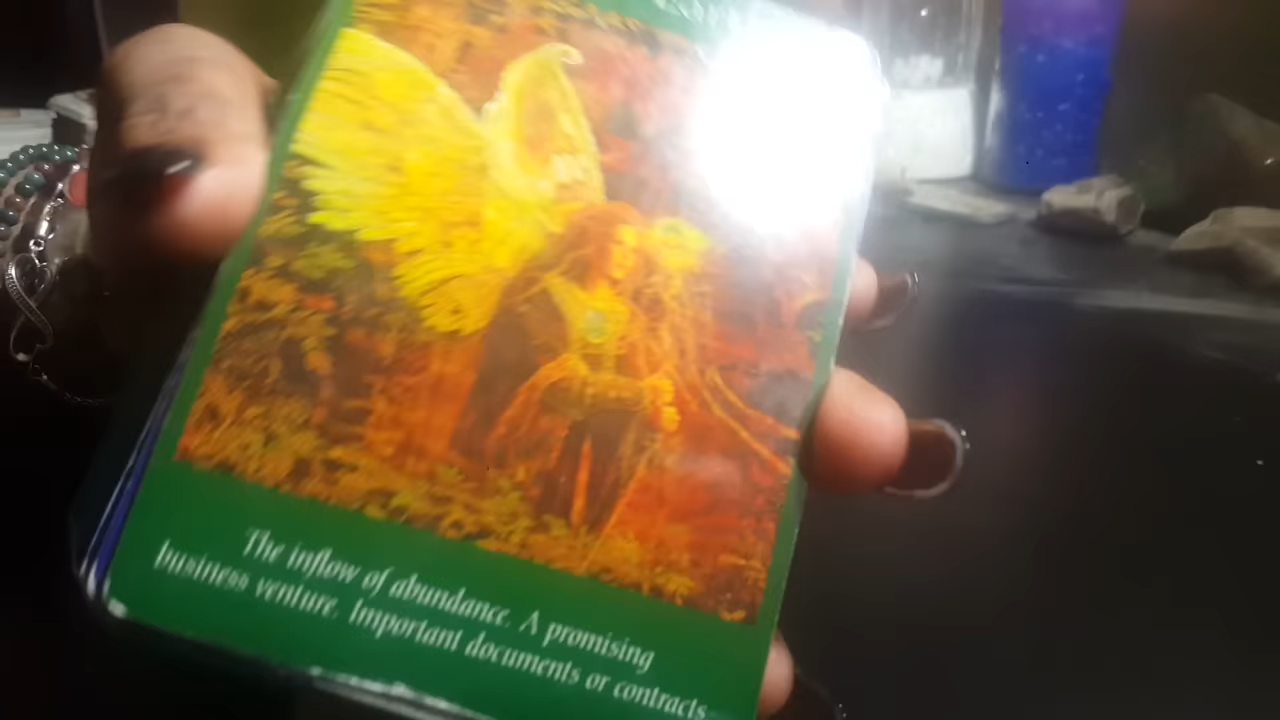 The inflow of abundance. A promising
business venture. Important documents or contracts